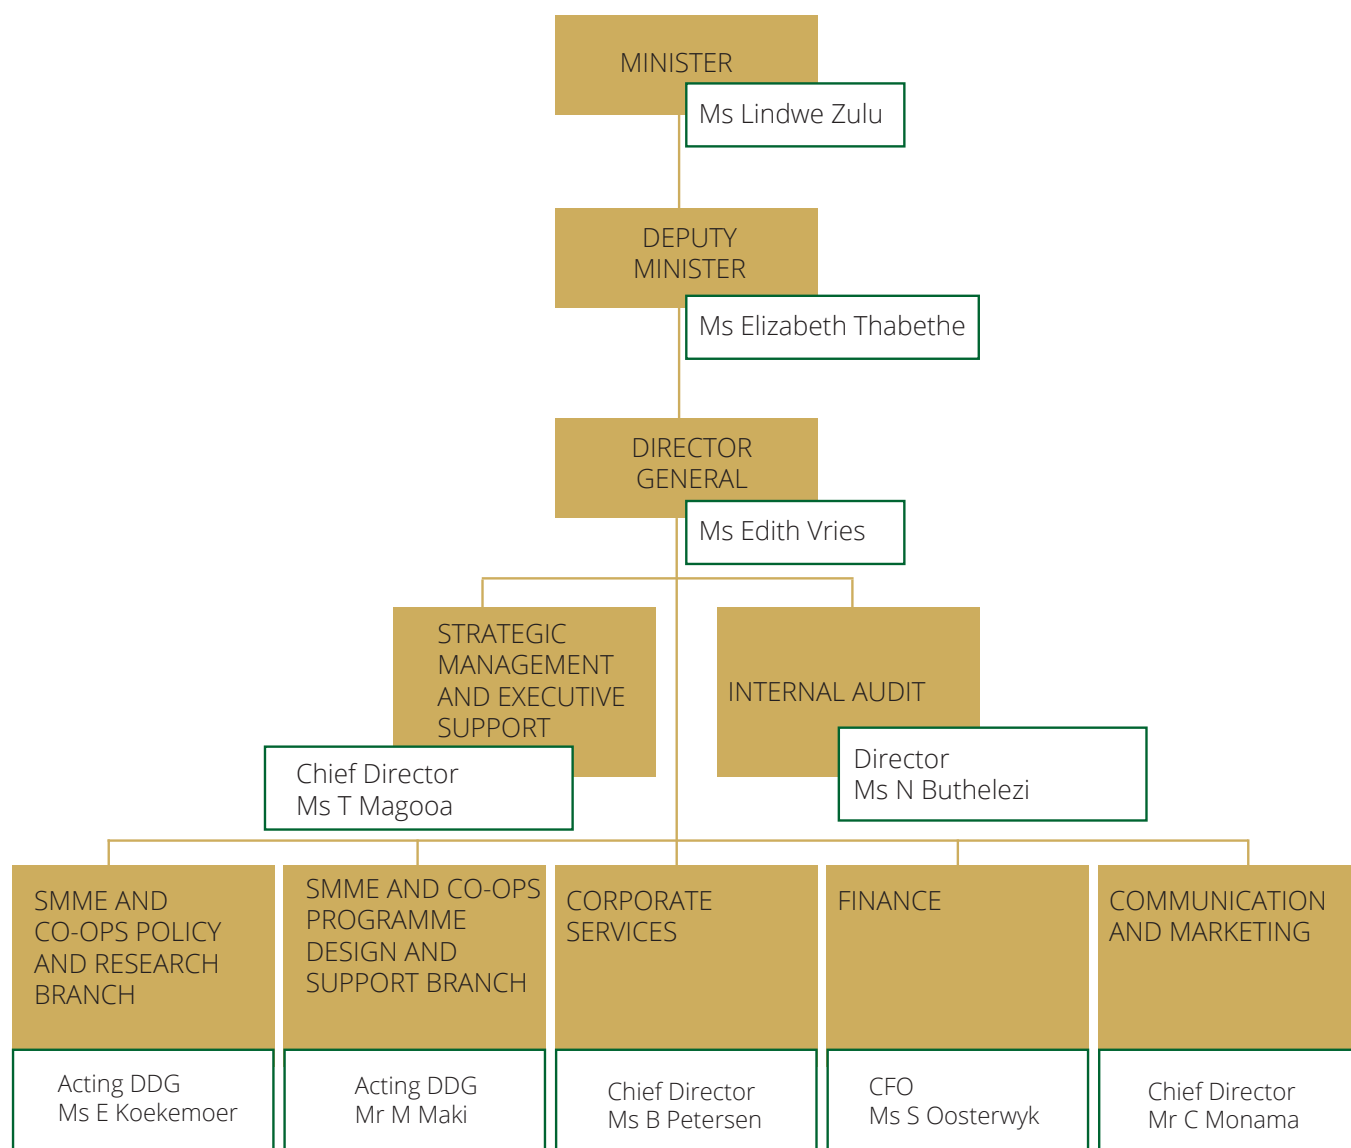 MINISTER
Ms Lindwe Zulu
DEPUTY
MINISTER
Ms Elizabeth Thabethe
DIRECTOR
GENERAL
Ms Edith Vries
STRATEGIC
MANAGEMENT
AND EXECUTIVE
SUPPORT
Chief Director
Ms T Magooa
INTERNAL AUDIT
Director
Ms N Buthelezi
SMME AND
CO-OPS POLICY
AND RESEARCH
BRANCH
Acting DDG
Ms E Koekemoer
SMME AND CO-OPS
PROGRAMME
DESIGN AND
SUPPORT BRANCH
Acting DDG
Mr M Maki
CORPORATE
SERVICES
Chief Director
Ms B Petersen
FINANCE
CFO
Ms S Oosterwyk
COMMUNICATION
AND MARKETING
Chief Director
Mr C Monama